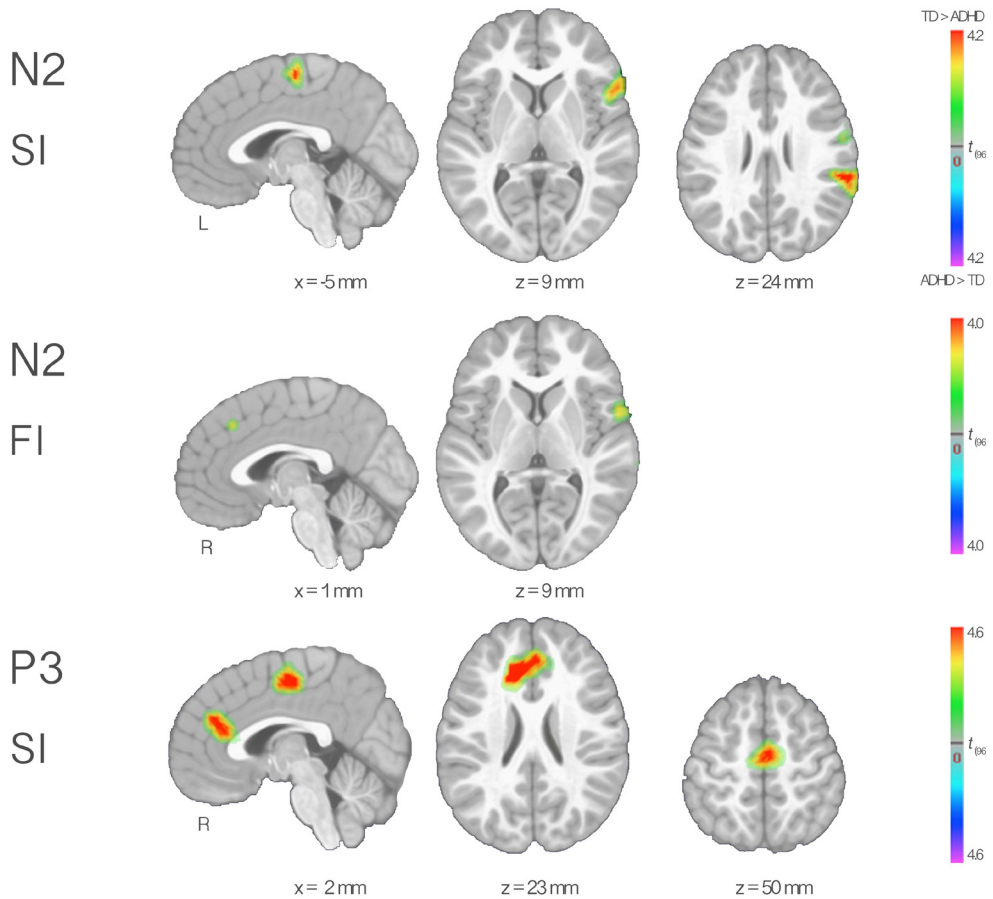 TD>ADHD
N2
SI
4.2
t(96
0
4.2
L
x = -5 mm
z = 9 mm
z = 24 mm
ADHD > TD
N2
FI
4.0
t(96
0
4.0
R
x = 1 mm
z = 9 mm
P3
SI
4.6
t(96
0
4.6
R
x = 2 mm
z = 23 mm
z = 50 mm